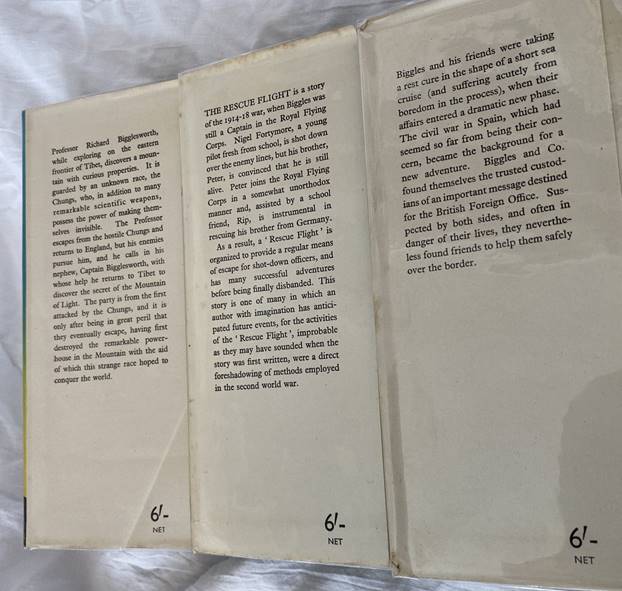 Professor Richard Bigglesworth,
while exploring on the eastern
frontier of Tibet, discovers a moun-
tain with curious properties. It is
guarded by an unknown race, the
Chungs, who, in addition to many
remarkable scientific weapons,
possess the power of making them-
selves invisible. The Professor
escapes from the hostile Chungs and
returns to England, but his enemies
pursue him, and he calls in his
nephew, Captain Bigglesworth, with
whose help he returns to Tibet to
discover the secret of the Mountain
of Light. The party is from the first
attacked by the Chungs, and it is
only after being in great peril that
they eventually escape, having first
destroyed the remarkable power-
house in the Mountain with the aid
of which this strange race hoped to
conquer the world.
6/-
NET
THE RESCUE FLIGHT is a story
of the 1914-18 war, when Biggles was
still a Captain in the Royal Flying
Corps. Nigel Fortymore, a young
pilot fresh from school, is shot down
over the enemy lines, but his brother,
Peter, is convinced that he is still
alive. Peter joins the Royal Flying
Corps in a somewhat unorthodox
manner and, assisted by a school
friend, Rip, is instrumental in
rescuing his brother from Germany.
As a result, a ‘ Rescue Flight ’ is
organized to provide a regular means
of escape for shot-down officers, and
has many successful adventures
before being finally disbanded. This
story is one of many in which an
author with imagination has antici-
pated future events, for the activities
of the ‘ Rescue Flight ’, improbable
as they may have sounded when the
story was first written, were a direct
foreshadowing of methods employed
in the second world war.
6/-
NET
Biggles and his friends were taking
a rest cure in the shape of a short sea
cruise (and suffering acutely from
boredom in the process), when their
affairs entered a dramatic new phase.
The civil war in Spain, which had
seemed so far from being their con-
cern, became the background for a
new adventure. Biggles and Co.
found themselves the trusted custod-
ians of an important message destined
for the British Foreign Office. Sus-
pected by both sides, and often in
danger of their lives, they neverthe-
less found friends to help them safely
over the border.
6/-
NET